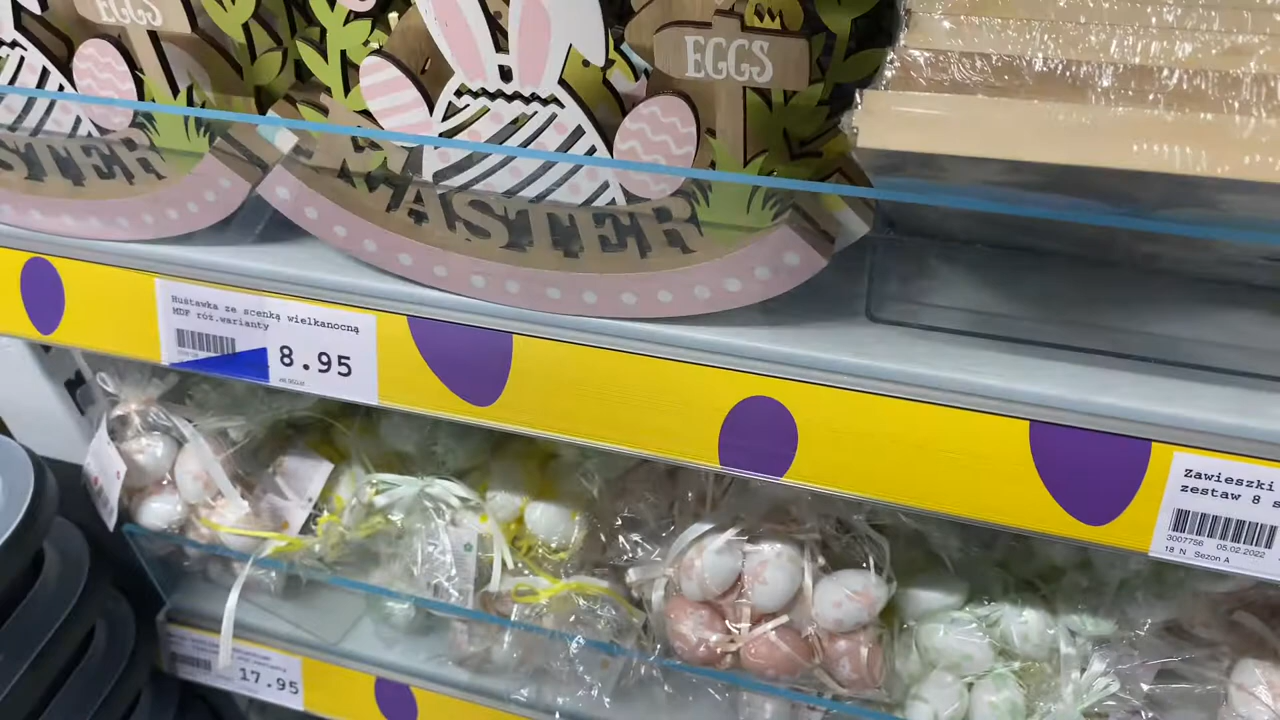 EGGS
EGGS
STER
EASTER
Huśtawka ze scenką wielkanocną
MDF róż.warianty
8.95
Zawieszki
zestaw 8 s
3007756 05.02.2022
18 N Sezon A
17.95